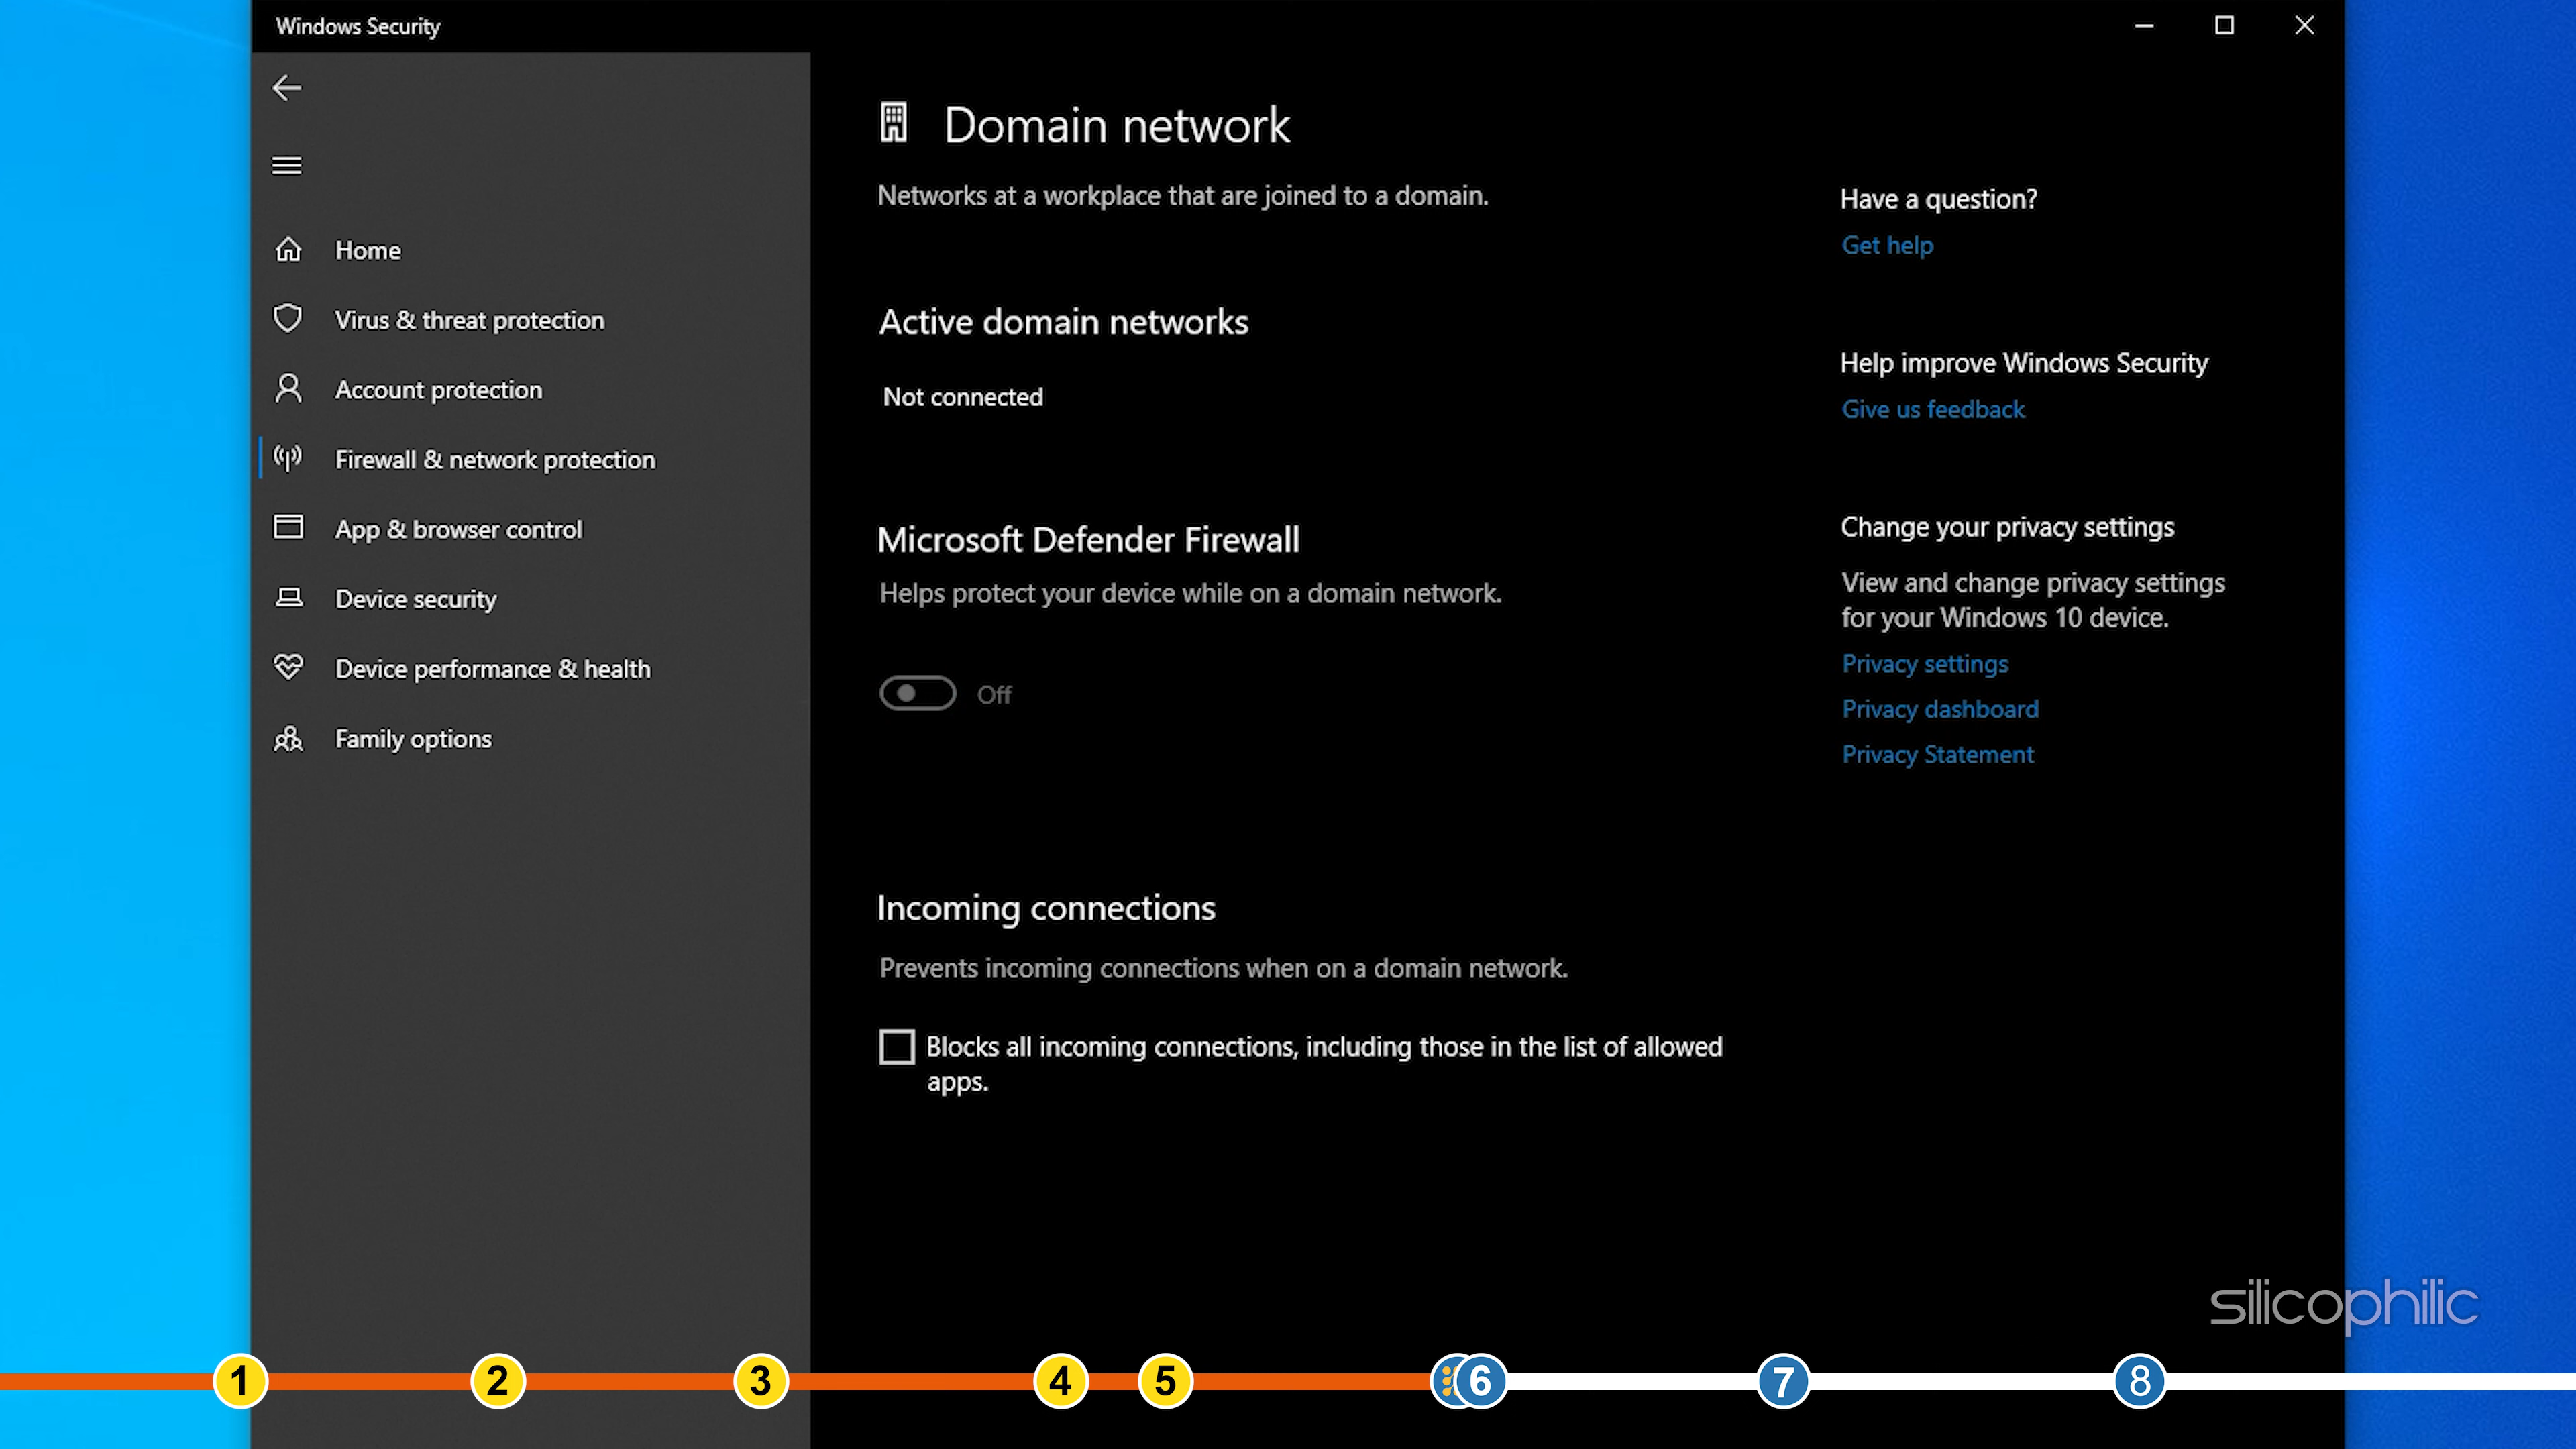 Windows Security
Home
Virus & threat protection
Account protection
Firewall & network protection
App & browser control
Device security
Device performance & health
Family options
Domain network
Networks at a workplace that are joined to a domain.
Active domain networks
Not connected
Microsoft Defender Firewall
Helps protect your device while on a domain network.
Off
Incoming connections
Prevents incoming connections when on a domain network.
Blocks all incoming connections, including those in the list of allowed
apps.
Have a question?
Get help
Help improve Windows Security
Give us feedback
Change your privacy settings
View and change privacy settings
for your Windows 10 device.
Privacy settings
Privacy dashboard
Privacy Statement
silicophilic
1 2 3 4 5 6 7 8